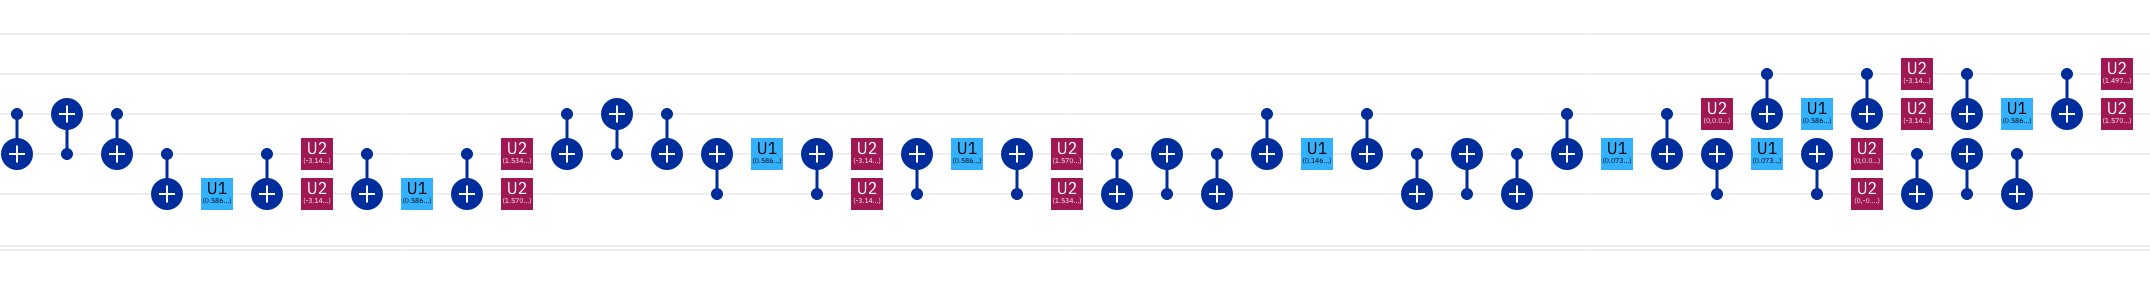 U2 U2
(-3.14...) (1.497...)
U2 U1 U2 U1 U2
(0,0.0...) (0.586...) (-3.14...) (0.586...) (1.570...)
U2 U2 U1 U2 U1 U2 U1 U1 U1 U2
(-3.14...) (1.534...) (0.586...) (-3.14...) (0.586...) (1.570...) (0.146...) (0.073...) (0.073...) (0,0.0...)
U1 U2 U1 U2 U2 U2 U2
(0.586...) (-3.14...) (0.586...) (1.570...) (-3.14...) (1.534...) (0,-0....)